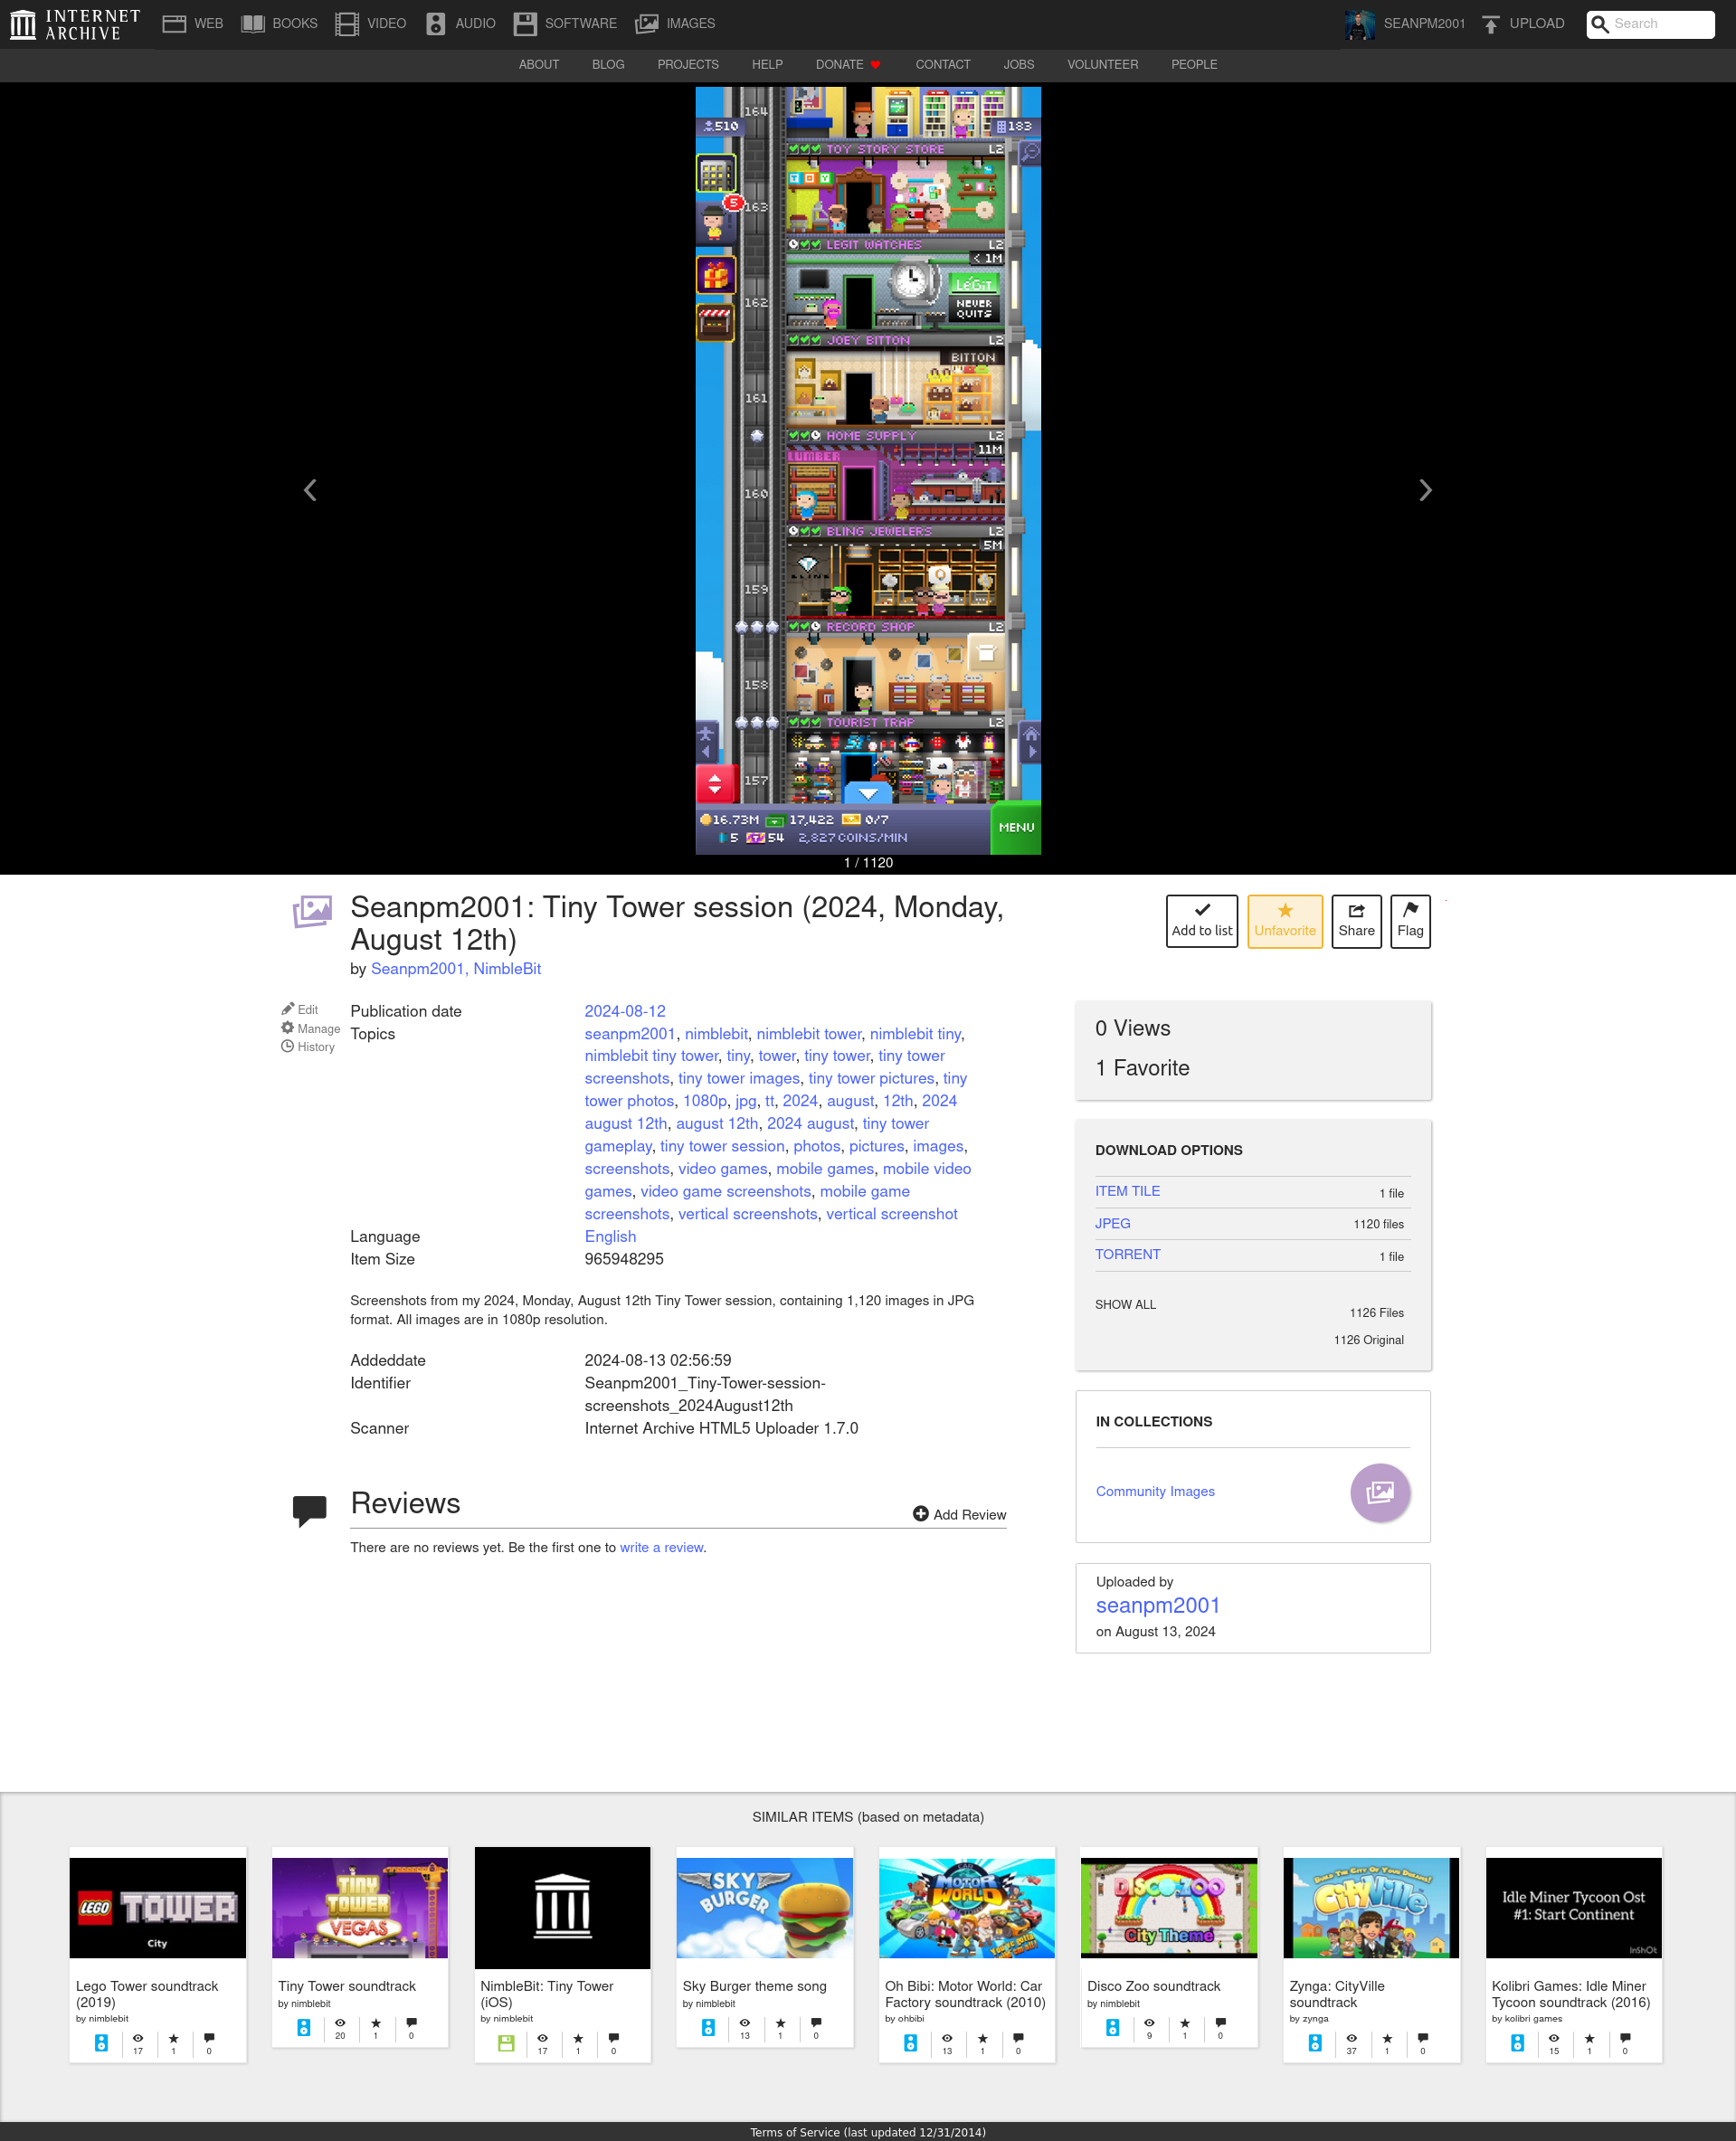 INTERNET ARCHIVE
WEB BOOKS VIDEO AUDIO SOFTWARE IMAGES SEANPM2001 UPLOAD Search
ABOUT BLOG PROJECTS HELP DONATE CONTACT JOBS VOLUNTEER PEOPLE
164
510 183
TOY STORY STORE L2
TOY
5
163
LEGIT WATCHES L2
< 1M
LéGit
NEVER
QUITS
162
JOEY BITTON L2
BITTON
161
HOME SUPPLY L2
11M
LUMBER
160
BLING JEWELERS L2
5M
159
RECORD SHOP L2
158
TOURIST TRAP L2
157
16.73M 17,422 0/7
MENU
5 54 2,827COINS/MIN
1 / 1120
Seanpm2001: Tiny Tower session (2024, Monday,
August 12th)
by Seanpm2001, NimbleBit
Add to list Unfavorite Share Flag
Edit
Manage
History
Publication date 2024-08-12
Topics seanpm2001, nimblebit, nimblebit tower, nimblebit tiny,
nimblebit tiny tower, tiny, tower, tiny tower, tiny tower
screenshots, tiny tower images, tiny tower pictures, tiny
tower photos, 1080p, jpg, tt, 2024, august, 12th, 2024
august 12th, august 12th, 2024 august, tiny tower
gameplay, tiny tower session, photos, pictures, images,
screenshots, video games, mobile games, mobile video
games, video game screenshots, mobile game
screenshots, vertical screenshots, vertical screenshot
Language English
Item Size 965948295
Screenshots from my 2024, Monday, August 12th Tiny Tower session, containing 1,120 images in JPG
format. All images are in 1080p resolution.
Addeddate 2024-08-13 02:56:59
Identifier Seanpm2001_Tiny-Tower-session-
screenshots_2024August12th
Scanner Internet Archive HTML5 Uploader 1.7.0
Reviews
Add Review
There are no reviews yet. Be the first one to write a review.
0 Views
1 Favorite
DOWNLOAD OPTIONS
ITEM TILE 1 file
JPEG 1120 files
TORRENT 1 file
SHOW ALL 1126 Files
1126 Original
IN COLLECTIONS
Community Images
Uploaded by
seanpm2001
on August 13, 2024
SIMILAR ITEMS (based on metadata)
LEGO TOWER
City
Lego Tower soundtrack
(2019)
by nimblebit
17 1 0
TINY
TOWER
VEGAS
Tiny Tower soundtrack
by nimblebit
20 1 0
NimbleBit: Tiny Tower
(iOS)
by nimblebit
17 1 0
SKY
BURGER
Sky Burger theme song
by nimblebit
13 1 0
CAR
MOTOR
WORLD
Oh Bibi: Motor World: Car
Factory soundtrack (2010)
by ohbibi
13 1 0
DISCO ZOO
City Theme
Disco Zoo soundtrack
by nimblebit
9 1 0
BUILD THE CITY OF YOUR DREAMS!
CityVille
Zynga: CityVille
soundtrack
by zynga
37 1 0
Idle Miner Tycoon Ost
#1: Start Continent
InShOt
Kolibri Games: Idle Miner
Tycoon soundtrack (2016)
by kolibri games
15 1 0
Terms of Service (last updated 12/31/2014)